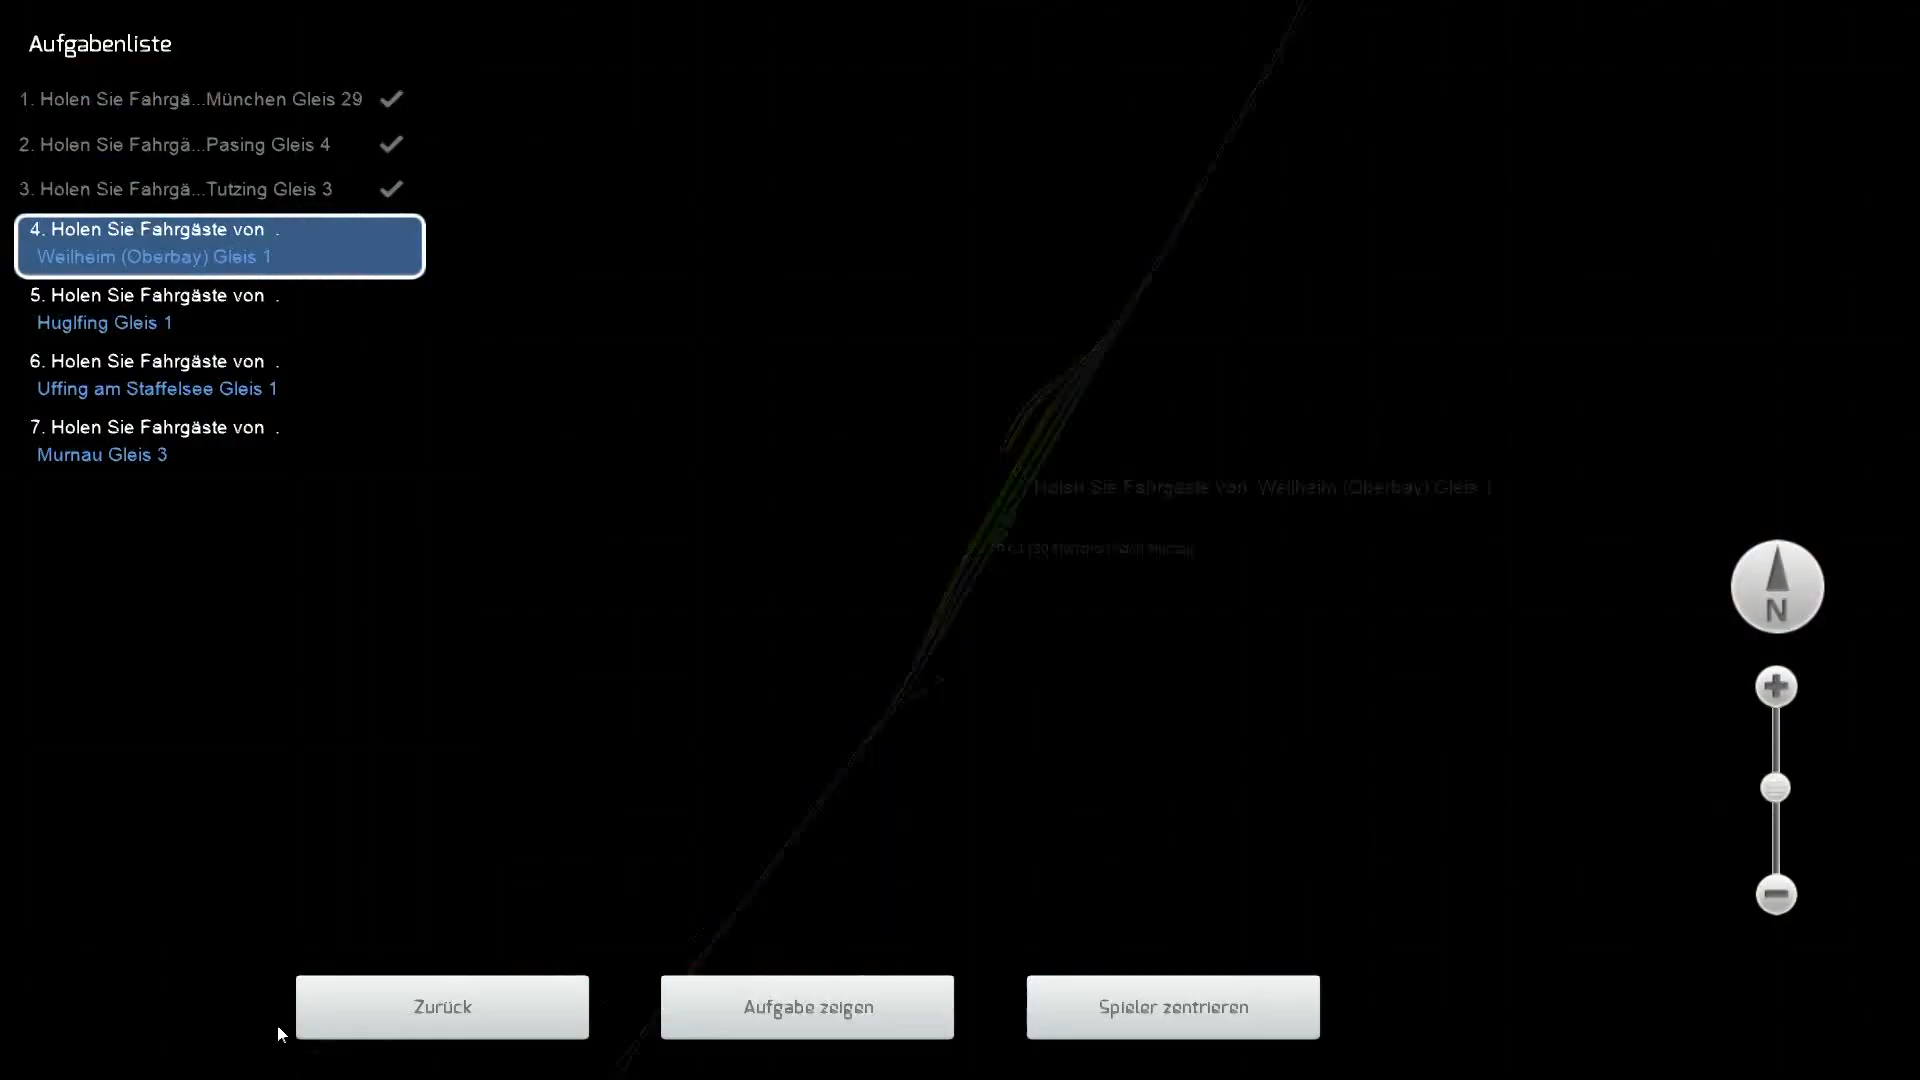 Aufgabenliste
1. Holen Sie Fahrgä...München Gleis 29
2. Holen Sie Fahrgä...Pasing Gleis 4
3. Holen Sie Fahrgä...Tutzing Gleis 3
4. Holen Sie Fahrgäste von .
Weilheim (Oberbay) Gleis 1
5. Holen Sie Fahrgäste von .
Huglfing Gleis 1
6. Holen Sie Fahrgäste von .
Uffing am Staffelsee Gleis 1
7. Holen Sie Fahrgäste von .
Murnau Gleis 3
Holen Sie Fahrgäste von Weilheim (Oberbay) Gleis 1
N
Zurück
Aufgabe zeigen
Spieler zentrieren